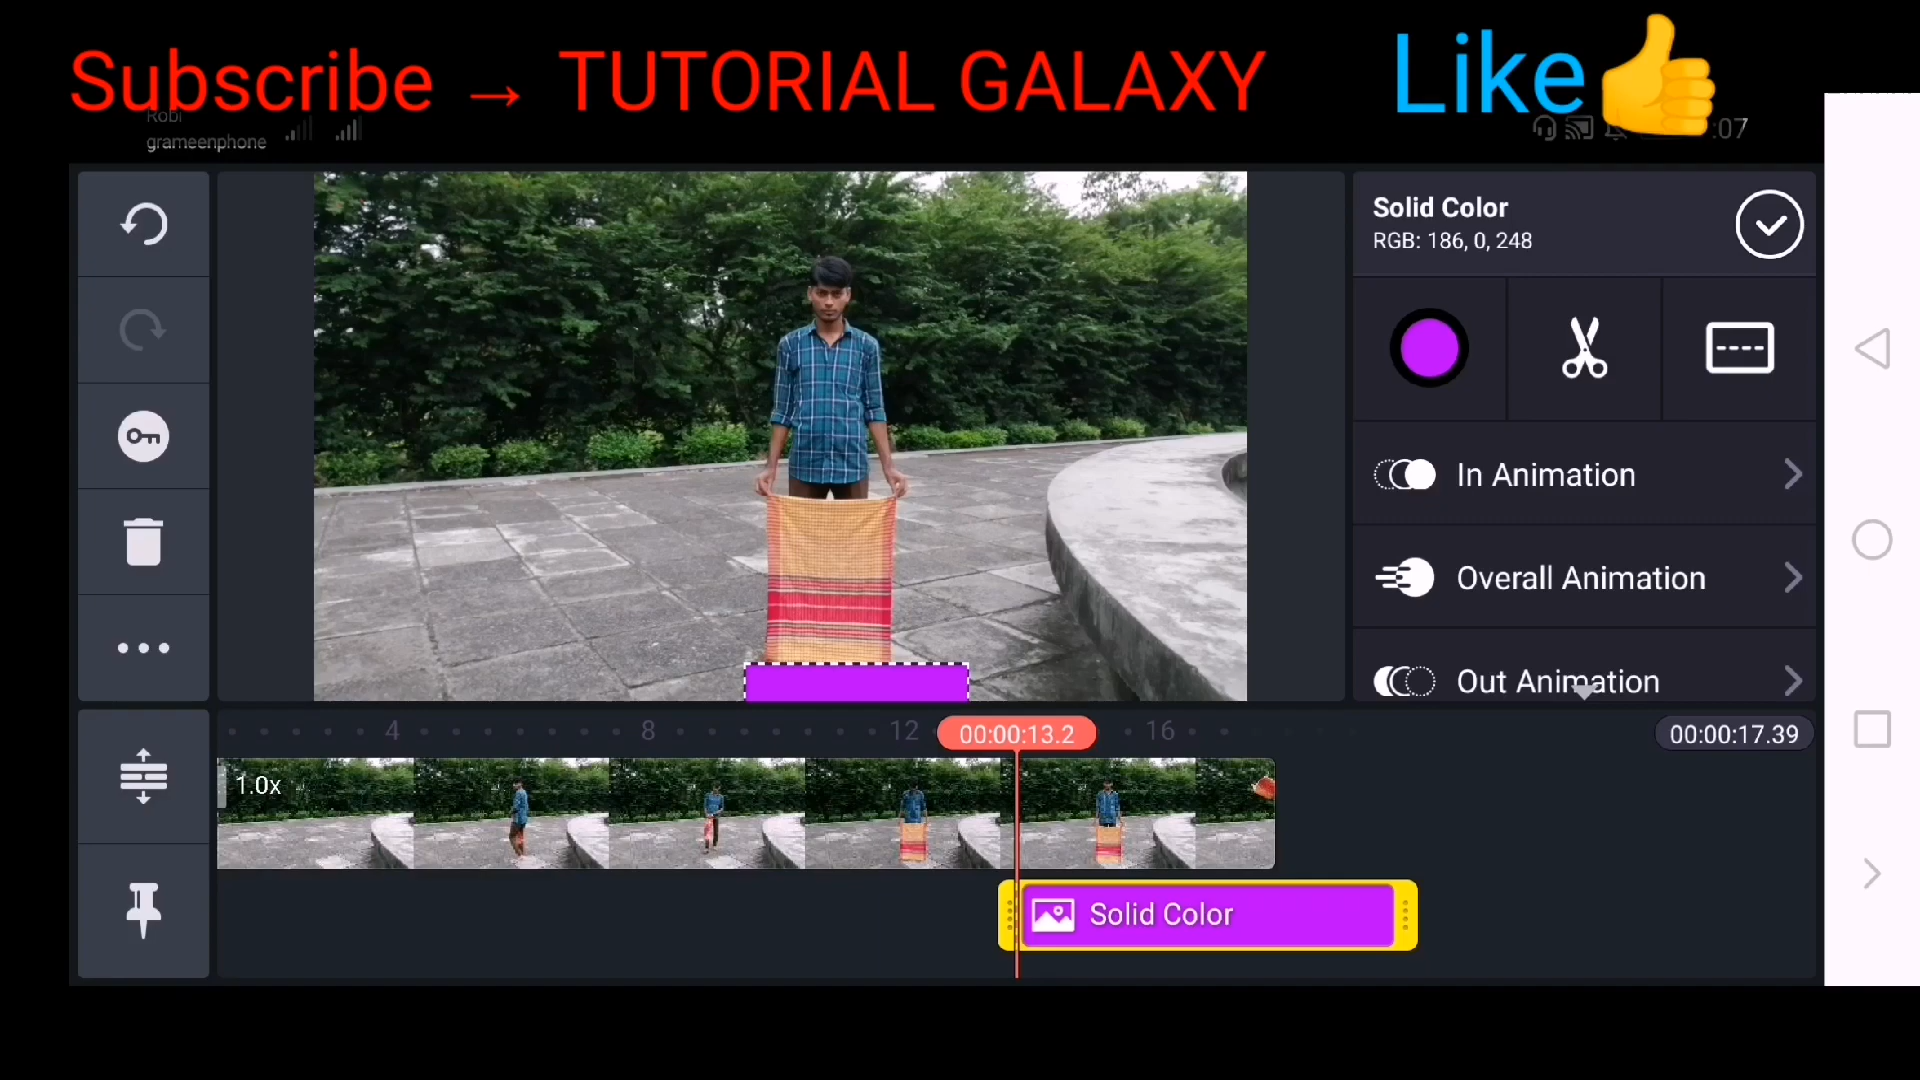 Subscribe → TUTORIAL GALAXY Like👍
Robi
grameenphone
:07
Solid Color
RGB: 186, 0, 248
In Animation
Overall Animation
Out Animation
4 8 12 00:00:13.2 16 00:00:17.39
1.0x
Solid Color